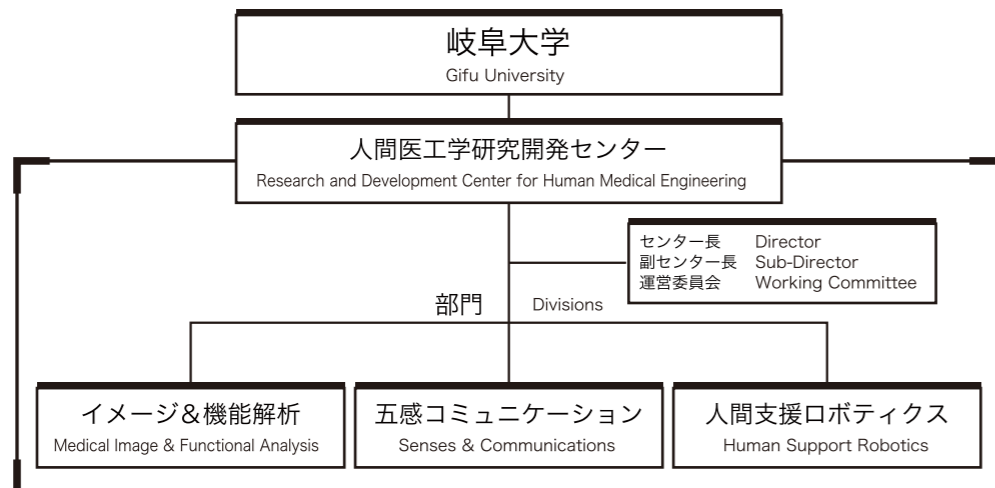 岐阜大学
Gifu University
人間医工学研究開発センター
Research and Development Center for Human Medical Engineering
センター長 Director
副センター長 Sub-Director
運営委員会 Working Committee
部門 Divisions
イメージ＆機能解析
Medical Image & Functional Analysis
五感コミュニケーション
Senses & Communications
人間支援ロボティクス
Human Support Robotics